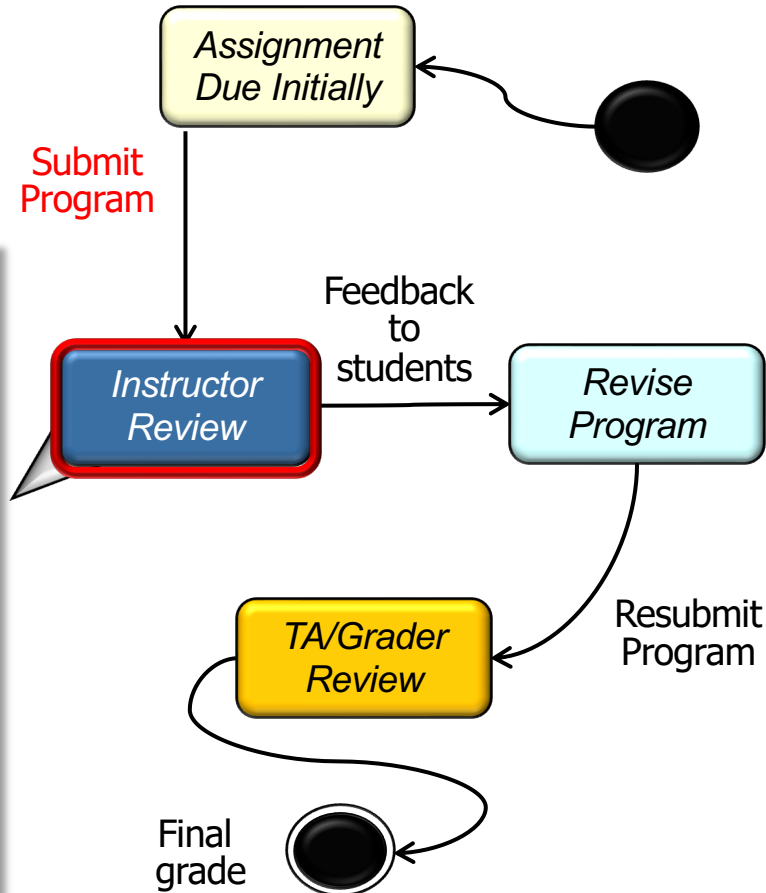 Assignment
Due Initially
Submit
Program
Feedback
to
students
Instructor
Review
Revise
Program
Resubmit
Program
TA/Grader
Review
Final
grade